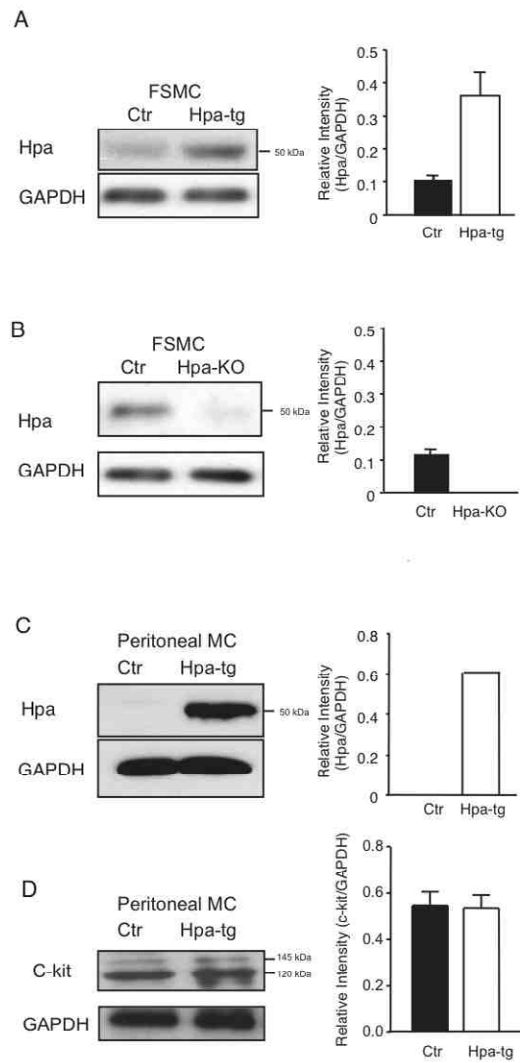 A
FSMC
Ctr Hpa-tg
Hpa
50 kDa
GAPDH
Relative Intensity
(Hpa/GAPDH)
0.5
0.4
0.3
0.2
0.1
0
Ctr Hpa-tg
B
FSMC
Ctr Hpa-KO
Hpa
50 kDa
GAPDH
Relative Intensity
(Hpa/GAPDH)
0.5
0.4
0.3
0.2
0.1
0
Ctr Hpa-KO
C
Peritoneal MC
Ctr Hpa-tg
Hpa
50 kDa
GAPDH
Relative Intensity
(Hpa/GAPDH)
0.8
0.6
0.4
0.2
0
Ctr Hpa-tg
D
Peritoneal MC
Ctr Hpa-tg
145 kDa
C-kit
120 kDa
GAPDH
Relative Intensity (c-kit/GAPDH)
0.8
0.6
0.4
0.2
0.0
Ctr Hpa-tg